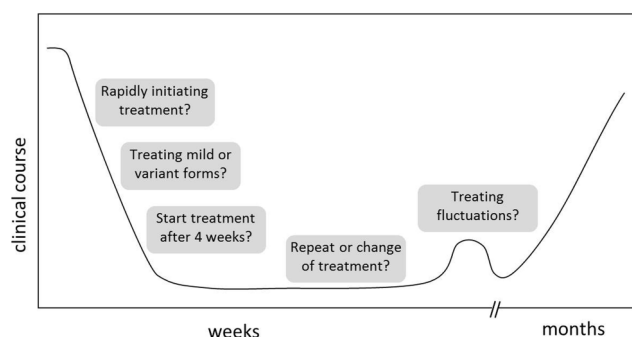 Rapidly initiating
treatment?
Treating mild or
variant forms?
Start treatment
after 4 weeks?
Repeat or change
of treatment?
Treating
fluctuations?
clinical course
weeks
months